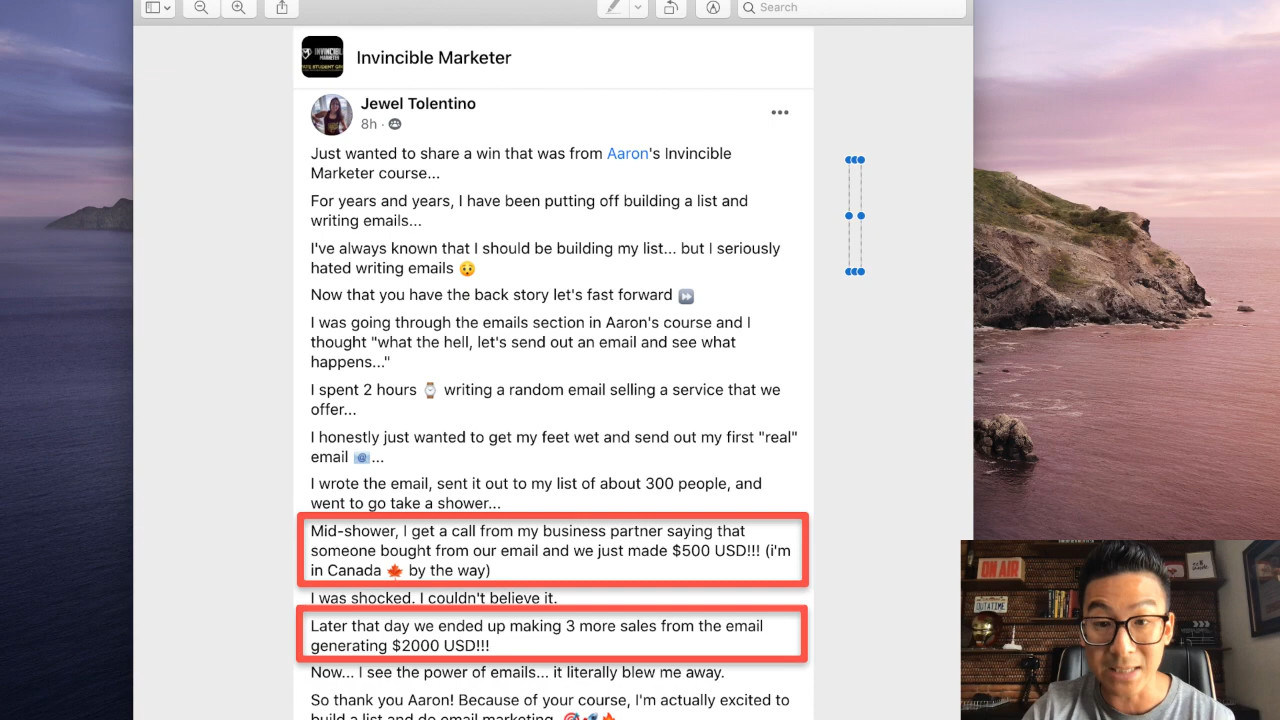 Search
Invincible Marketer
Jewel Tolentino
8h ·
Just wanted to share a win that was from Aaron's Invincible
Marketer course...
For years and years, I have been putting off building a list and
writing emails...
I've always known that I should be building my list... but I seriously
hated writing emails 😯
Now that you have the back story let's fast forward ⏩
I was going through the emails section in Aaron's course and I
thought "what the hell, let's send out an email and see what
happens..."
I spent 2 hours ⌚ writing a random email selling a service that we
offer...
I honestly just wanted to get my feet wet and send out my first "real"
email 📧...
I wrote the email, sent it out to my list of about 300 people, and
went to go take a shower...
Mid-shower, I get a call from my business partner saying that
someone bought from our email and we just made $500 USD!!! (i'm
in Canada 🍁 by the way)
I was shocked. I couldn't believe it.
Later that day we ended up making 3 more sales from the email
generating $2000 USD!!!
Now... I see the power of emails... it literally blew me away.
So thank you Aaron! Because of your course, I'm actually excited to
build a list and do email marketing. 🎯🚀🔥
ON AIR
OUTATIME